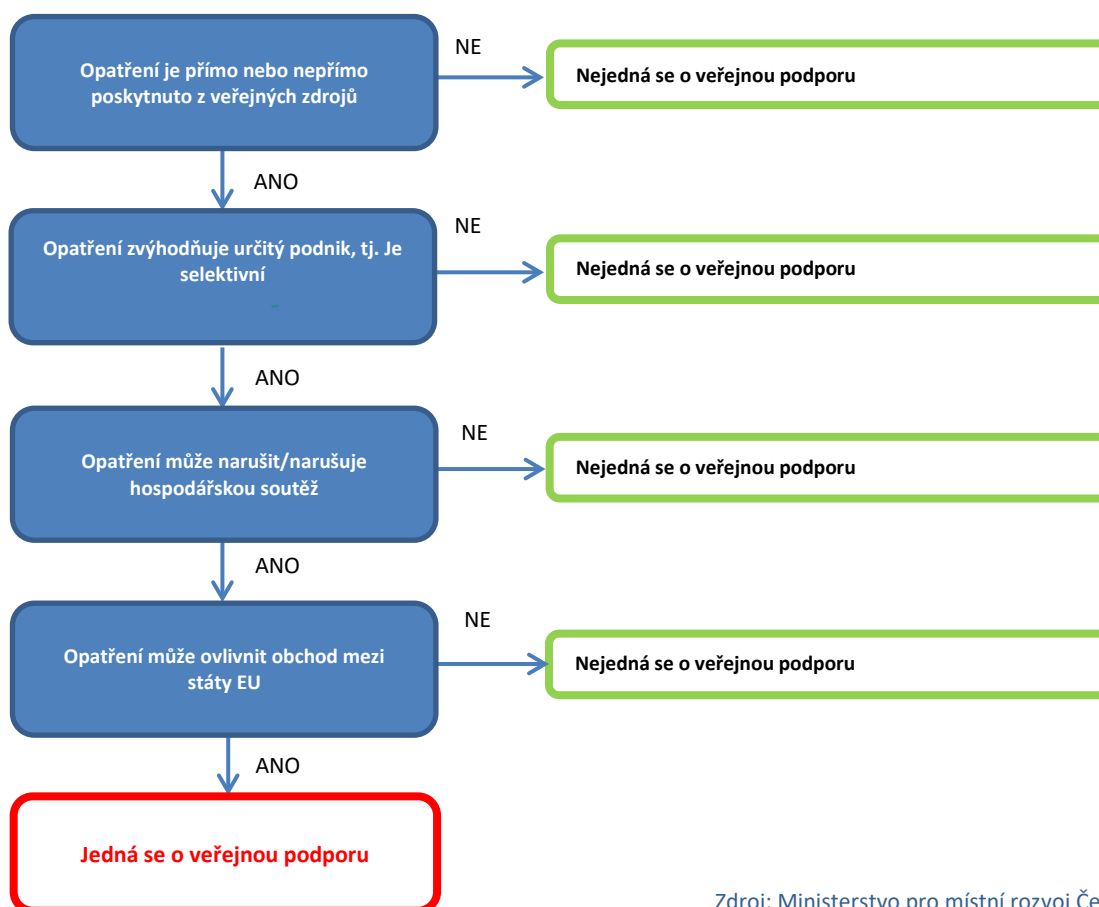 Opatření je přímo nebo nepřímo
poskytnuto z veřejných zdrojů
NE
Nejedná se o veřejnou podporu
ANO
Opatření zvýhodňuje určitý podnik, tj. Je
selektivní
-
NE
Nejedná se o veřejnou podporu
ANO
Opatření může narušit/narušuje
hospodářskou soutěž
NE
Nejedná se o veřejnou podporu
ANO
Opatření může ovlivnit obchod mezi
státy EU
NE
Nejedná se o veřejnou podporu
ANO
Jedná se o veřejnou podporu
Zdroj: Ministerstvo pro místní rozvoj